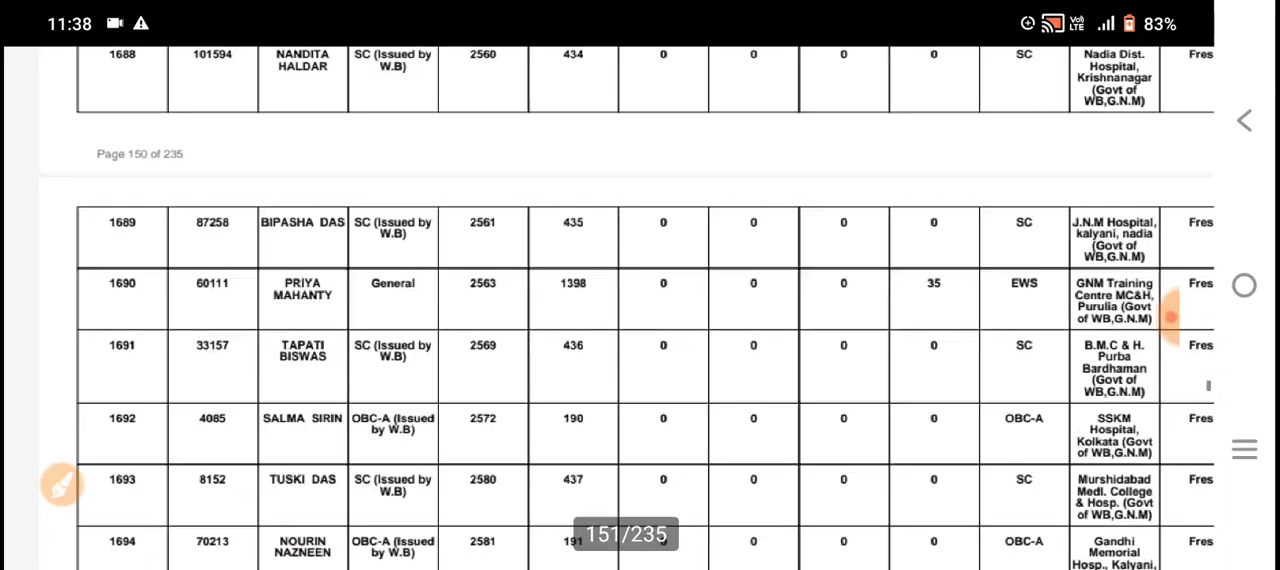 11:38 Vo) LTE 83%
1688 101594 NANDITA HALDAR SC (Issued by W.B) 2560 434 0 0 0 0 SC Nadia Dist. Hospital, Krishnanagar (Govt of WB,G.N.M) Fres
Page 150 of 235
1689 87258 BIPASHA DAS SC (Issued by W.B) 2561 435 0 0 0 0 SC J.N.M Hospital, kalyani, nadia (Govt of WB,G.N.M) Fres
1690 60111 PRIYA MAHANTY General 2563 1398 0 0 0 35 EWS GNM Training Centre MC&H, Purulia (Govt of WB,G.N.M) Fres
1691 33157 TAPATI BISWAS SC (Issued by W.B) 2569 436 0 0 0 0 SC B.M.C & H. Purba Bardhaman (Govt of WB,G.N.M) Fres
1692 4085 SALMA SIRIN OBC-A (Issued by W.B) 2572 190 0 0 0 0 OBC-A SSKM Hospital, Kolkata (Govt of WB,G.N.M) Fres
1693 8152 TUSKI DAS SC (Issued by W.B) 2580 437 0 0 0 0 SC Murshidabad Medl. College & Hosp. (Govt of WB,G.N.M) Fres
1694 70213 NOURIN NAZNEEN OBC-A (Issued by W.B) 2581 191 0 0 0 0 OBC-A Gandhi Memorial Hosp., Kalyani, Fres
151/235